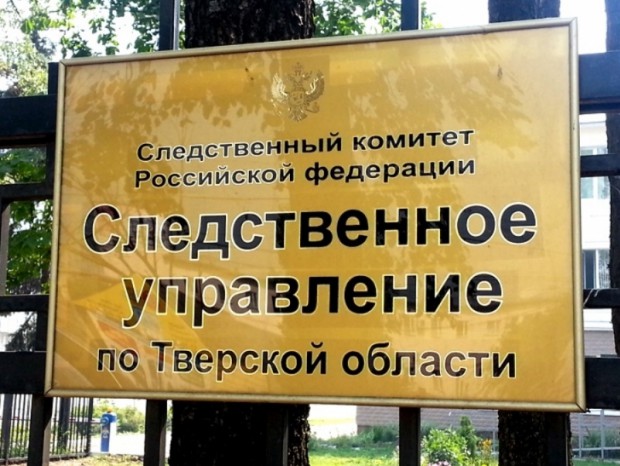 Следственный комитет
Российской федерации
Следственное
управление
по Тверской области